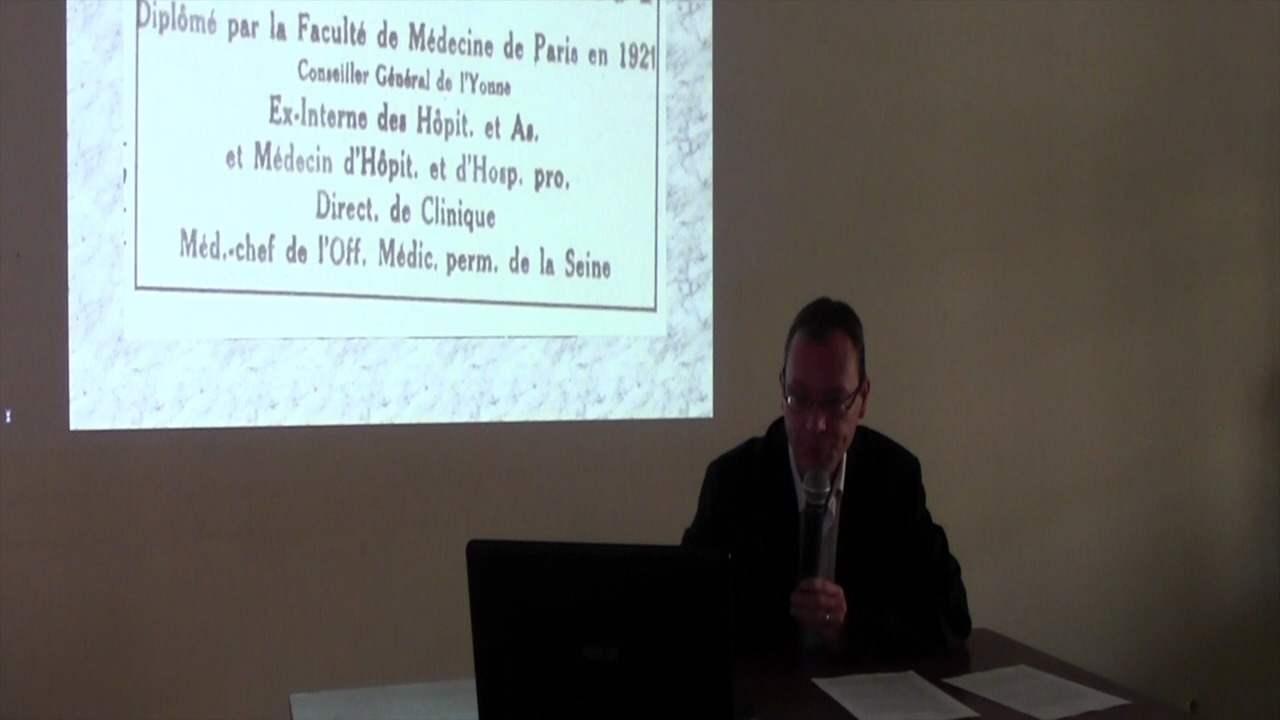 Diplômé par la Faculté de Médecine de Paris en 1921
Conseiller Général de l'Yonne
Ex-Interne des Hôpit. et As.
et Médecin d'Hôpit. et d'Hosp. pro.
Direct. de Clinique
Méd.-chef de l'Off. Médic. perm. de la Seine